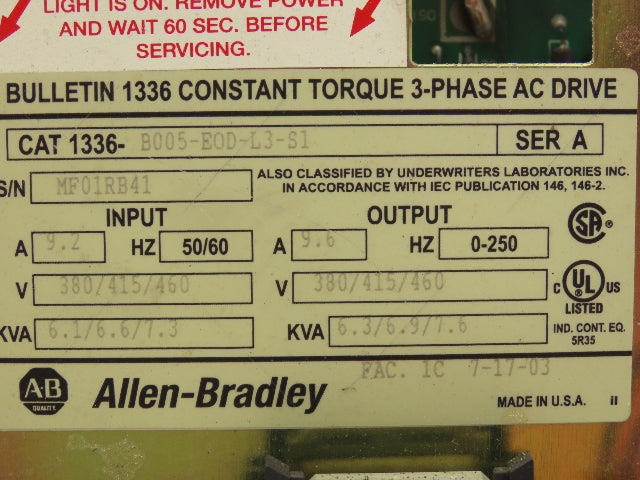 LIGHT IS ON. REMOVE POWER
AND WAIT 60 SEC. BEFORE
SERVICING.
BULLETIN 1336 CONSTANT TORQUE 3-PHASE AC DRIVE
CAT 1336- B005-EOD-L3-S1 SER A
S/N MF01RB41
ALSO CLASSIFIED BY UNDERWRITERS LABORATORIES INC.
IN ACCORDANCE WITH IEC PUBLICATION 146, 146-2.
INPUT OUTPUT
A 9.2 HZ 50/60 A 9.6 HZ 0-250
V 380/415/460 V 380/415/460
KVA 6.1/6.6/7.3 KVA 6.3/6.9/7.6
SA ®
C UL ® US
LISTED
IND. CONT. EQ.
5R35
FAC. 1C 7-17-03
AB
QUALITY
Allen-Bradley
MADE IN U.S.A. ii